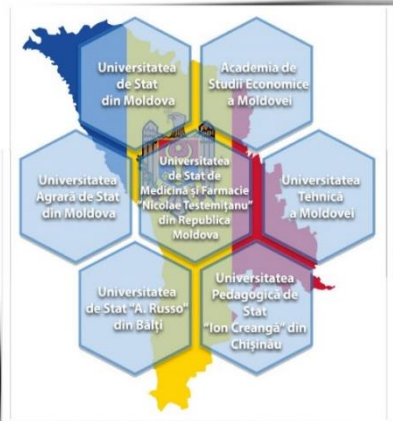 Universitatea
de Stat
din Moldova
Academia de
Studii Economice
a Moldovei
Universitatea
Agrară de Stat
din Moldova
Universitatea
de Stat de
Medicină și Farmacie
"Nicolae Testemițanu"
din Republica
Moldova
Universitatea
Tehnică
a Moldovei
Universitatea
de Stat "A. Russo"
din Bălți
Universitatea
Pedagogică de
Stat
"Ion Creangă" din
Chișinău